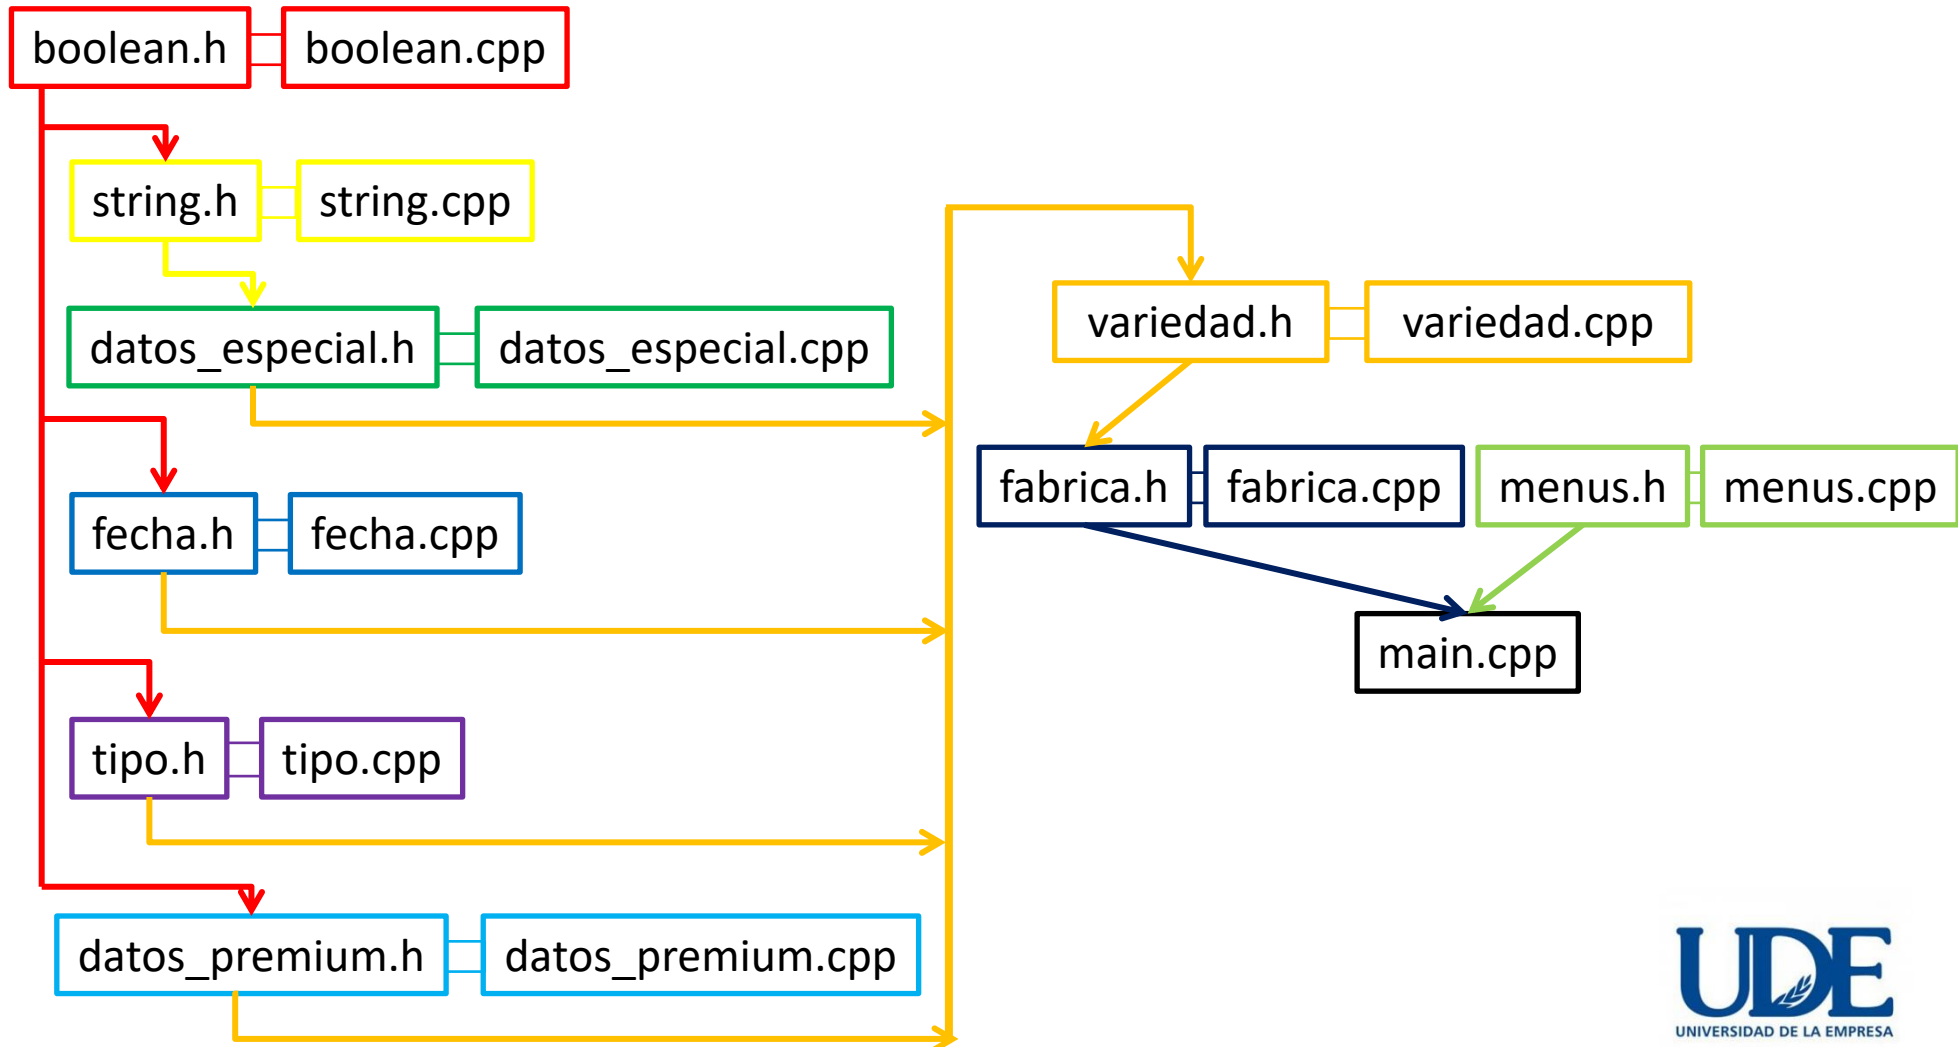 boolean.h
boolean.cpp
string.h
string.cpp
datos_especial.h
datos_especial.cpp
fecha.h
fecha.cpp
tipo.h
tipo.cpp
datos_premium.h
datos_premium.cpp
variedad.h
variedad.cpp
fabrica.h
fabrica.cpp
menus.h
menus.cpp
main.cpp
UDE
UNIVERSIDAD DE LA EMPRESA